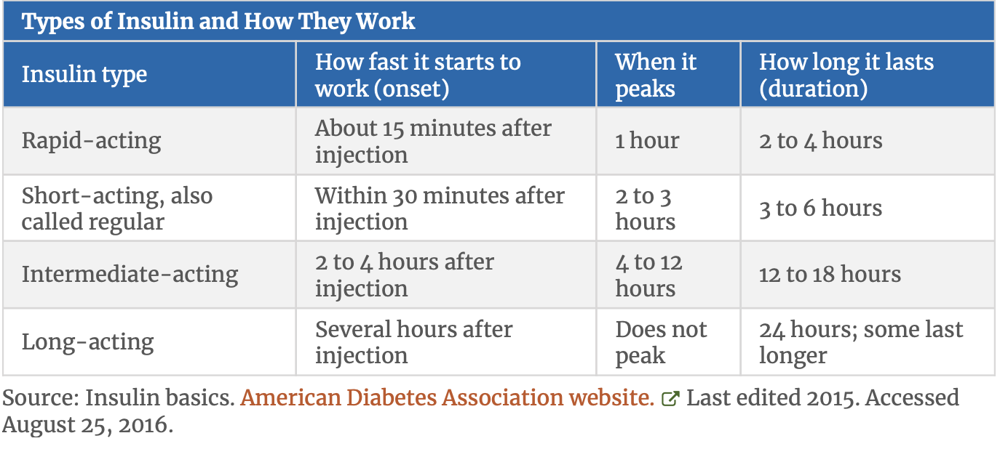 Types of Insulin and How They Work
Insulin type
How fast it starts to
work (onset)
When it
peaks
How long it lasts
(duration)
Rapid-acting
About 15 minutes after
injection
1 hour
2 to 4 hours
Short-acting, also
called regular
Within 30 minutes after
injection
2 to 3
hours
3 to 6 hours
Intermediate-acting
2 to 4 hours after
injection
4 to 12
hours
12 to 18 hours
Long-acting
Several hours after
injection
Does not
peak
24 hours; some last
longer
Source: Insulin basics. American Diabetes Association website. Last edited 2015. Accessed
August 25, 2016.